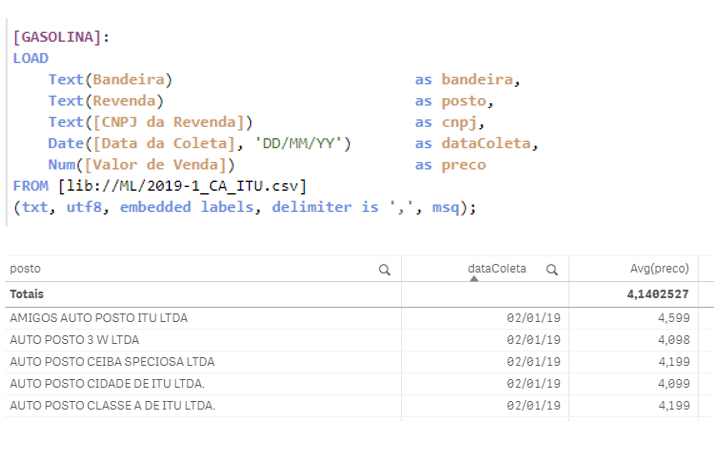 [GASOLINA]:
LOAD
Text(Bandeira) as bandeira,
Text(Revenda) as posto,
Text([CNPJ da Revenda]) as cnpj,
Date([Data da Coleta], 'DD/MM/YY') as dataColeta,
Num([Valor de Venda]) as preco
FROM [lib://ML/2019-1_CA_ITU.csv]
(txt, utf8, embedded labels, delimiter is ',', msq);
posto dataColeta Avg(preco)
Totais 4,1402527
AMIGOS AUTO POSTO ITU LTDA 02/01/19 4,599
AUTO POSTO 3 W LTDA 02/01/19 4,098
AUTO POSTO CEIBA SPECIOSA LTDA 02/01/19 4,199
AUTO POSTO CIDADE DE ITU LTDA. 02/01/19 4,099
AUTO POSTO CLASSE A DE ITU LTDA. 02/01/19 4,199